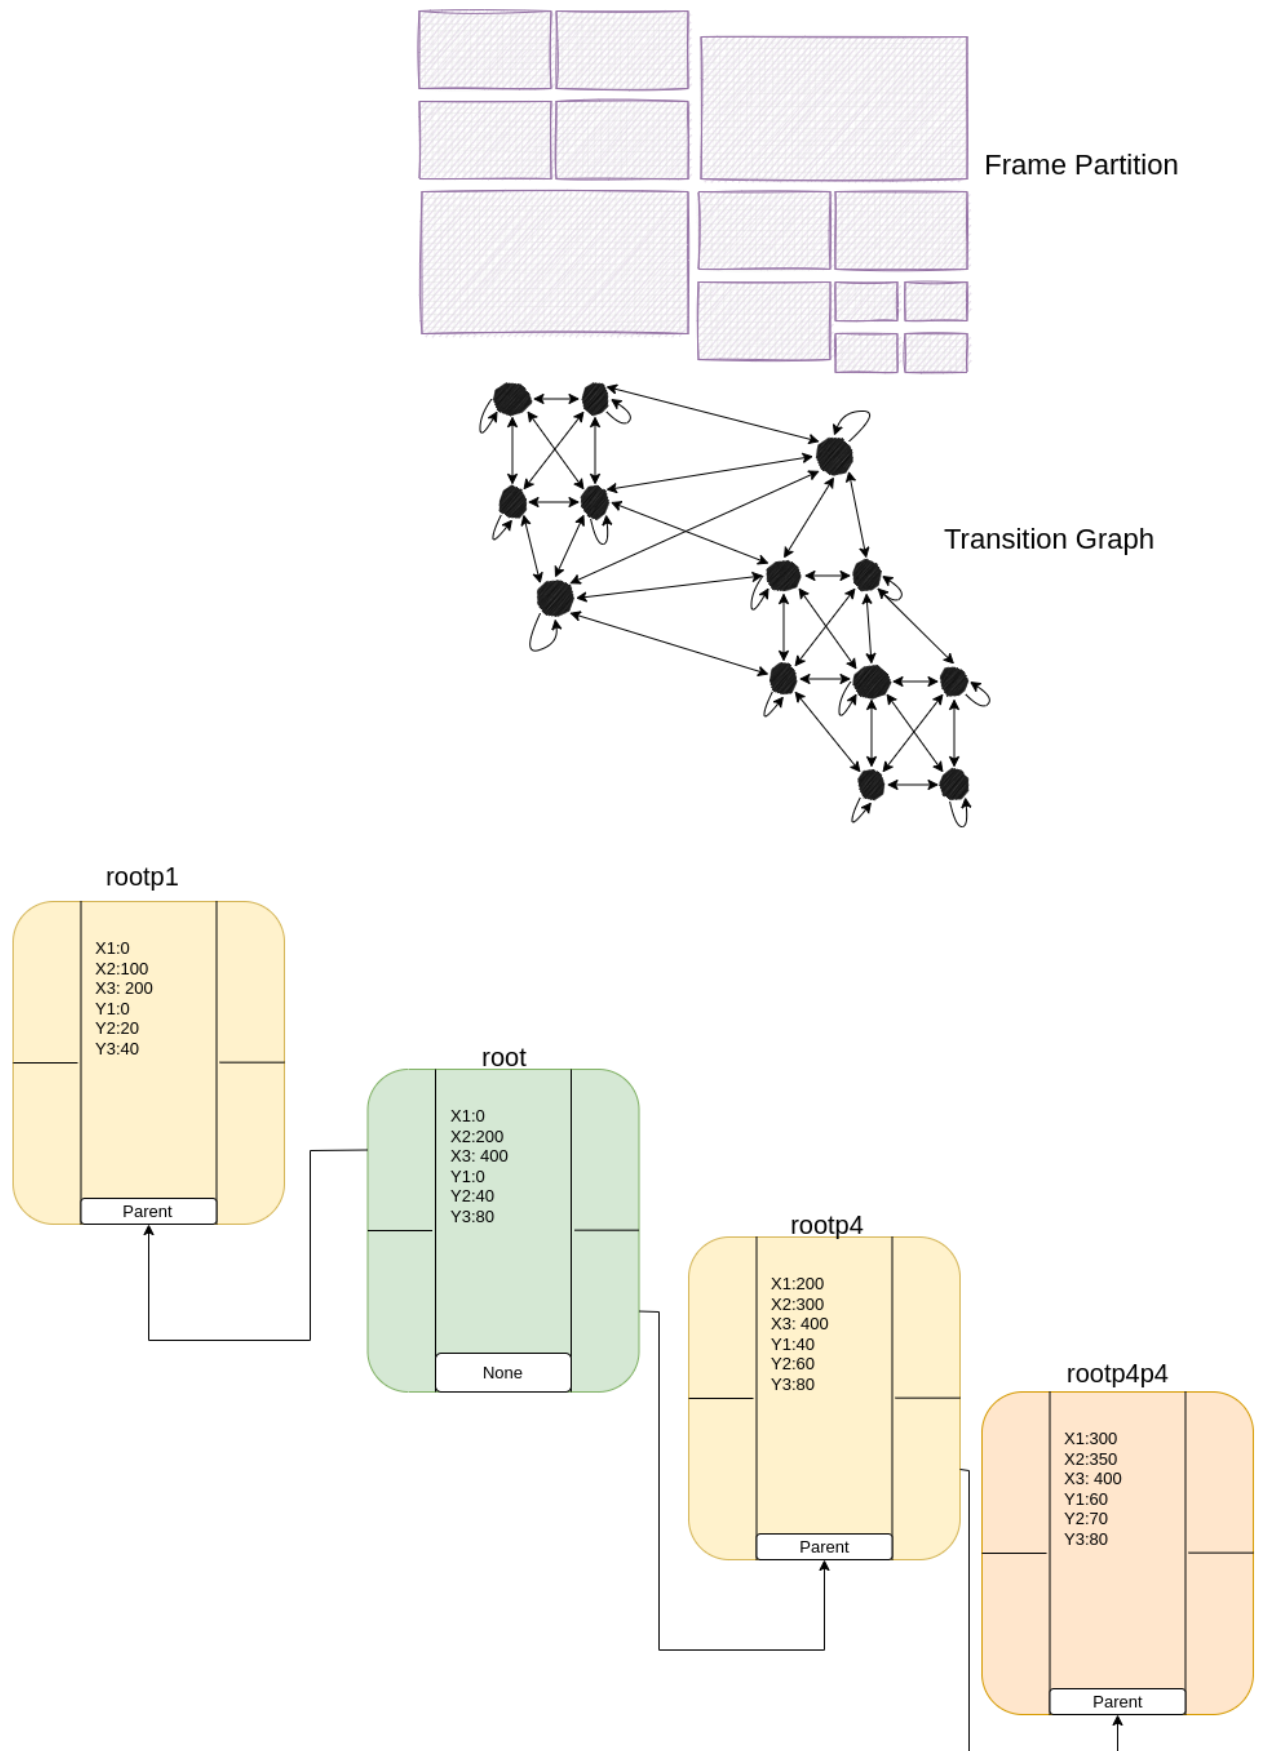 Frame Partition
Transition Graph
rootp1
X1:0
X2:100
X3: 200
Y1:0
Y2:20
Y3:40
Parent
root
X1:0
X2:200
X3: 400
Y1:0
Y2:40
Y3:80
None
rootp4
X1:200
X2:300
X3: 400
Y1:40
Y2:60
Y3:80
Parent
rootp4p4
X1:300
X2:350
X3: 400
Y1:60
Y2:70
Y3:80
Parent